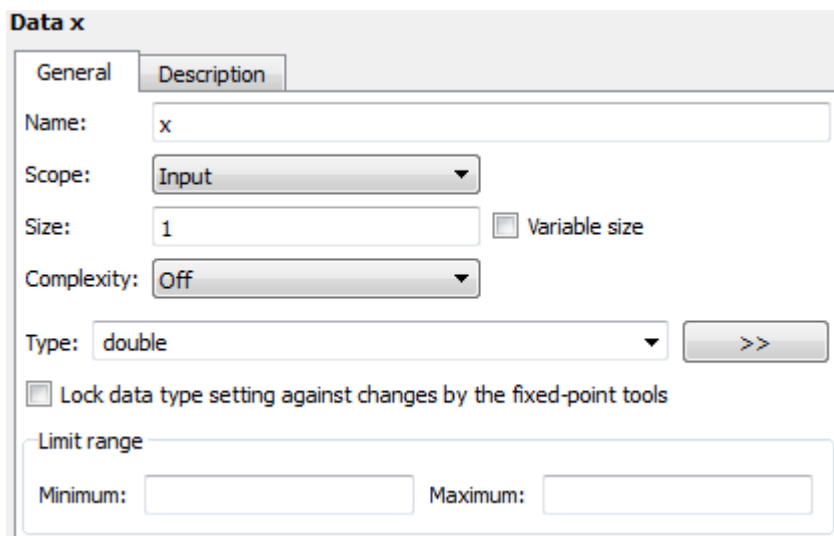 Data x
General Description
Name: x
Scope: Input
Size: 1 Variable size
Complexity: Off
Type: double >>
Lock data type setting against changes by the fixed-point tools
Limit range
Minimum: Maximum: